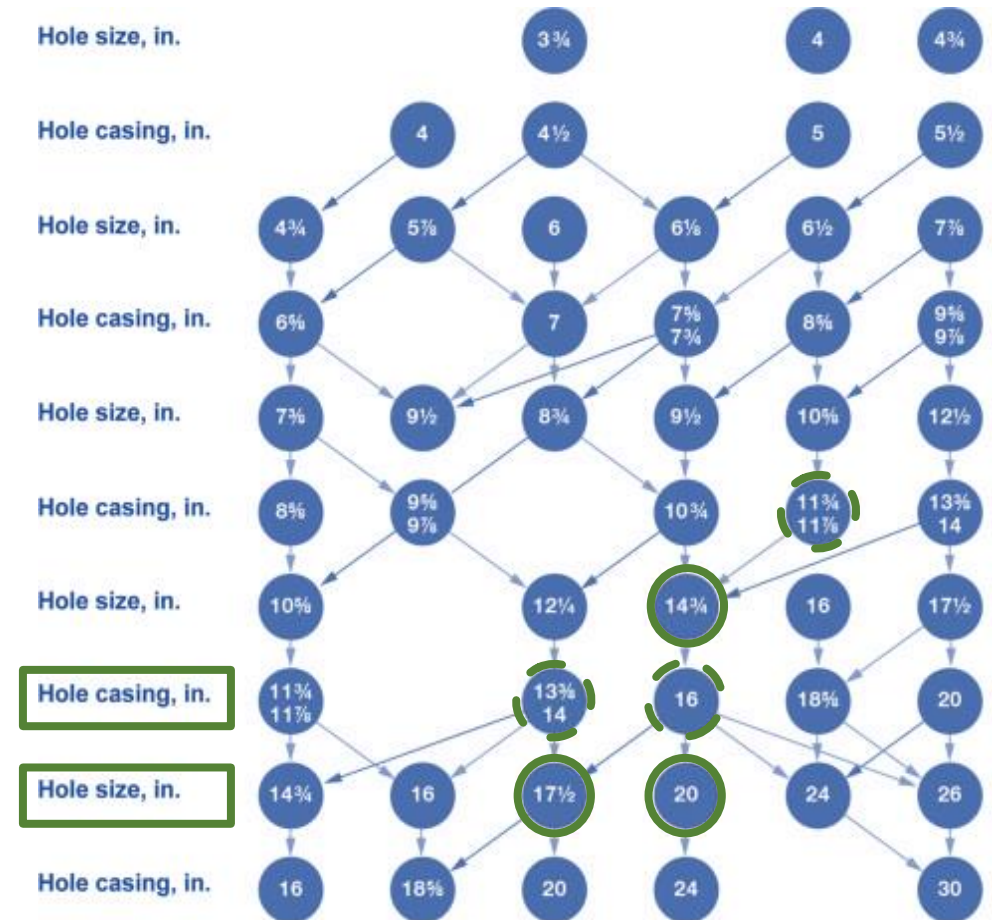 Hole size, in. 3¾ 4 4¾
Hole casing, in. 4 4½ 5 5½
Hole size, in. 4¾ 5⅞ 6 6⅛ 6½ 7⅞
Hole casing, in. 6⅝ 7 7⅝ 7¾ 8⅝ 9⅝ 9⅞
Hole size, in. 7⅜ 9½ 8¾ 9½ 10⅝ 12½
Hole casing, in. 8⅝ 9⅝ 9⅞ 10¾ 11¾ 11⅞ 13⅜ 14
Hole size, in. 10⅝ 12¼ 14¾ 16 17½
Hole casing, in. 11¾ 11⅞ 13⅜ 14 16 18⅝ 20
Hole size, in. 14¾ 16 17½ 20 24 26
Hole casing, in. 16 18⅝ 20 24 30